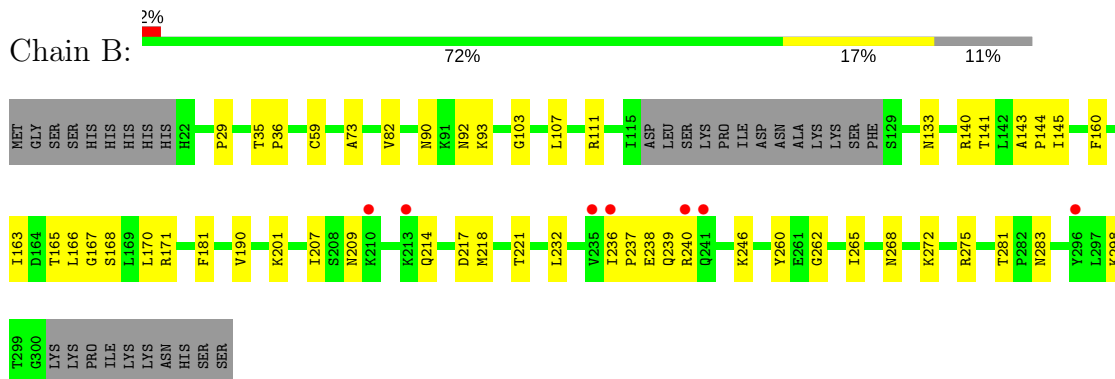 2%
Chain B:
72% 17% 11%
MET GLY SER SER HIS HIS HIS HIS HIS H22 P29 T35 P36 C59 A73 V82 N90 K91 N92 K93 G103 L107 R111 I115 ASP LEU SER LYS PRO ILE ASP ASN ALA LYS LYS SER PHE S129 N133 R140 T141 L142 A143 P144 I145 F160
I163 D164 T165 L166 G167 S168 L169 L170 R171 F181 V190 K201 I207 S208 N209 K210 K213 Q214 D217 M218 T221 L232 V235 I236 P237 E238 Q239 R240 Q241 K246 Y260 E261 G262 I265 N268 K272 R275 T281 P282 N283 Y296 L297 K298
T299 G300 LYS LYS PRO ILE LYS LYS ASN HIS SER SER